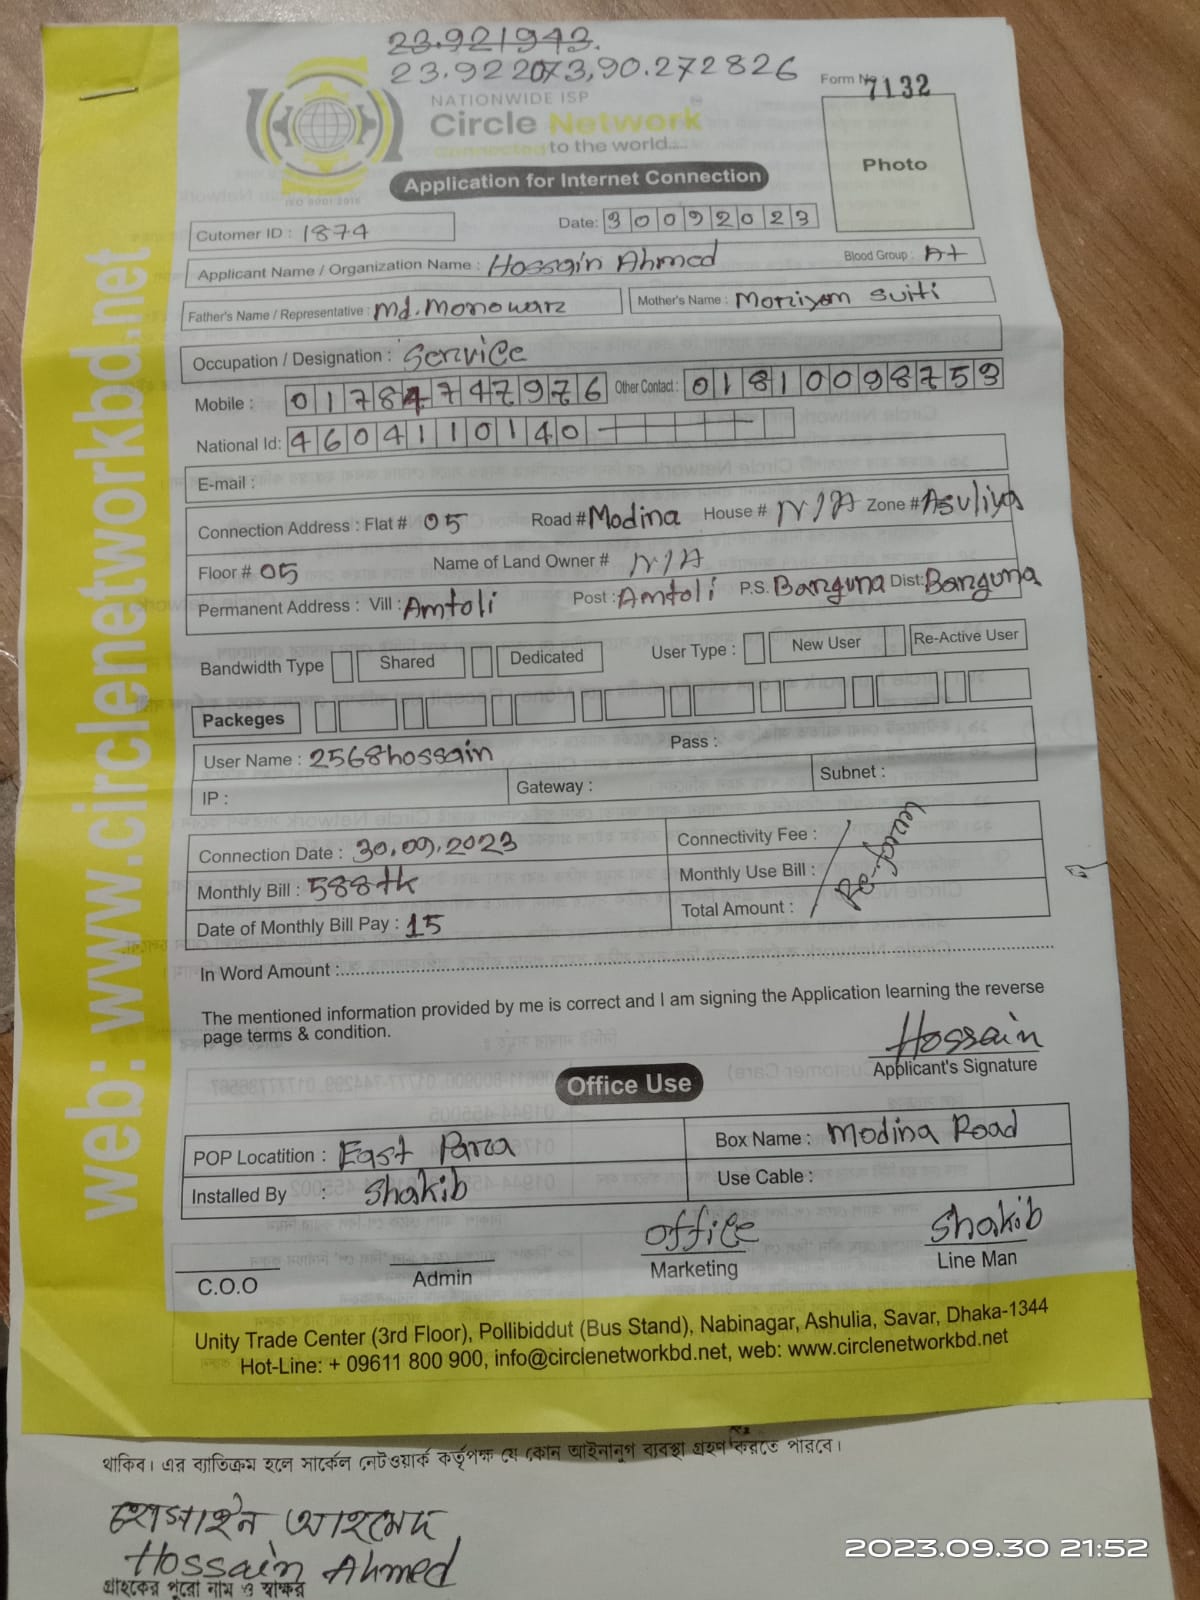 23.921943.
23.922073,90.272826
Form No 7132
NATIONWIDE ISP
Circle Network
Connected to the world....
ISO 9001:2015
Photo
Application for Internet Connection
Cutomer ID : 1874 Date: 30092023
Applicant Name / Organization Name : Hossain Ahmed Blood Group : A+
Father's Name / Representative : Md. Monowar Mother's Name : Moriyom Suiti
Occupation / Designation : Service
Mobile : 01784747976 Other Contact : 01810098753
National Id: 4604110140
E-mail :
Connection Address : Flat # 05 Road # Modina House # N/A Zone # Asuliya
Floor # 05 Name of Land Owner # N/A
Permanent Address : Vill : Amtoli Post : Amtoli P.S. Barguna Dist: Barguna
Bandwidth Type Shared Dedicated User Type : New User Re-Active User
Packeges
User Name : 2568hossain Pass :
IP : Gateway : Subnet :
Connection Date : 30.09.2023 Connectivity Fee :
Monthly Bill : 588tk Monthly Use Bill :
Date of Monthly Bill Pay : 15 Total Amount :
In Word Amount :
The mentioned information provided by me is correct and I am signing the Application learning the reverse
page terms & condition.
Hossain
Applicant's Signature
Office Use
POP Locatition : East Para Box Name : Modina Road
Installed By : Shakib Use Cable :
office Shakib
C.O.O Admin Marketing Line Man
Unity Trade Center (3rd Floor), Pollibiddut (Bus Stand), Nabinagar, Ashulia, Savar, Dhaka-1344
Hot-Line: + 09611 800 900, info@circlenetworkbd.net, web: www.circlenetworkbd.net
web: www.circlenetworkbd.net
থাকিব। এর ব্যাতিক্রম হলে সার্কেল নেটওয়ার্ক কর্তৃপক্ষ যে কোন আইনানুগ ব্যবস্থা গ্রহণ করতে পারবে।
হোসাইন আহমেদ
Hossain Ahmed
গ্রাহকের পুরো নাম ও স্বাক্ষর
2023.09.30 21:52